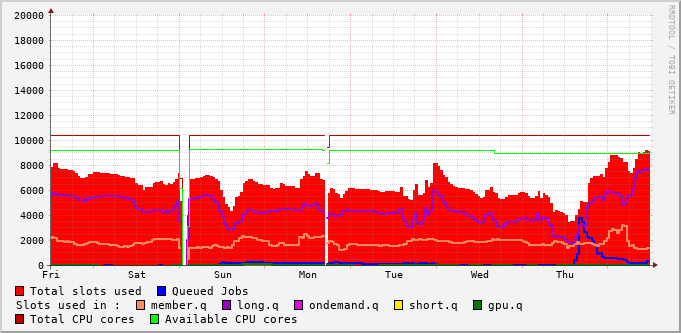 RRDTOOL / TOBI OETIKER
20000
18000
16000
14000
12000
10000
8000
6000
4000
2000
0
Fri Sat Sun Mon Tue Wed Thu
Total slots used Queued Jobs
Slots used in : member.q long.q ondemand.q short.q gpu.q
Total CPU cores Available CPU cores